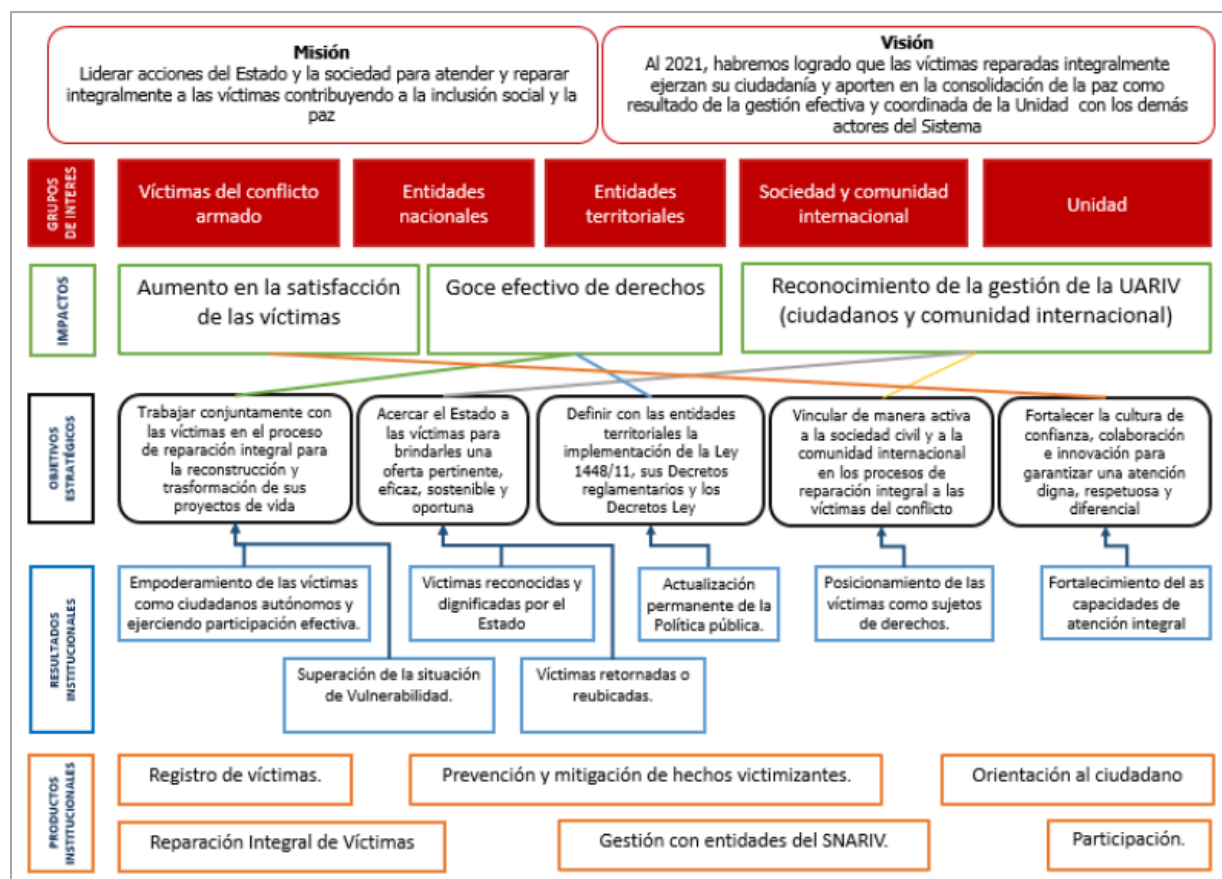 Misión
Liderar acciones del Estado y la sociedad para atender y reparar
integralmente a las víctimas contribuyendo a la inclusión social y la
paz
Visión
Al 2021, habremos logrado que las víctimas reparadas integralmente
ejerzan su ciudadanía y aporten en la consolidación de la paz como
resultado de la gestión efectiva y coordinada de la Unidad con los demás
actores del Sistema
GRUPOS
DE INTERES
Víctimas del conflicto
armado
Entidades
nacionales
Entidades
territoriales
Sociedad y comunidad
internacional
Unidad
IMPACTOS
Aumento en la satisfacción
de las víctimas
Goce efectivo de derechos
Reconocimiento de la gestión de la UARIV
(ciudadanos y comunidad internacional)
OBJETIVOS
ESTRATÉGICOS
Trabajar conjuntamente con
las víctimas en el proceso
de reparación integral para
la reconstrucción y
trasformación de sus
proyectos de vida
Acercar el Estado a
las víctimas para
brindarles una
oferta pertinente,
eficaz, sostenible y
oportuna
Definir con las entidades
territoriales la
implementación de la Ley
1448/11, sus Decretos
reglamentarios y los
Decretos Ley
Vincular de manera activa
a la sociedad civil y a la
comunidad internacional
en los procesos de
reparación integral a las
víctimas del conflicto
Fortalecer la cultura de
confianza, colaboración
e innovación para
garantizar una atención
digna, respetuosa y
diferencial
RESULTADOS
INSTITUCIONALES
Empoderamiento de las víctimas
como ciudadanos autónomos y
ejerciendo participación efectiva.
Victimas reconocidas y
dignificadas por el
Estado
Actualización
permanente de la
Política pública.
Posicionamiento de las
víctimas como sujetos
de derechos.
Fortalecimiento del as
capacidades de
atención integral
Superación de la situación
de Vulnerabilidad.
Víctimas retornadas o
reubicadas.
PRODUCTOS
INSTITUCIONALES
Registro de víctimas.
Prevención y mitigación de hechos victimizantes.
Orientación al ciudadano
Reparación Integral de Víctimas
Gestión con entidades del SNARIV.
Participación.